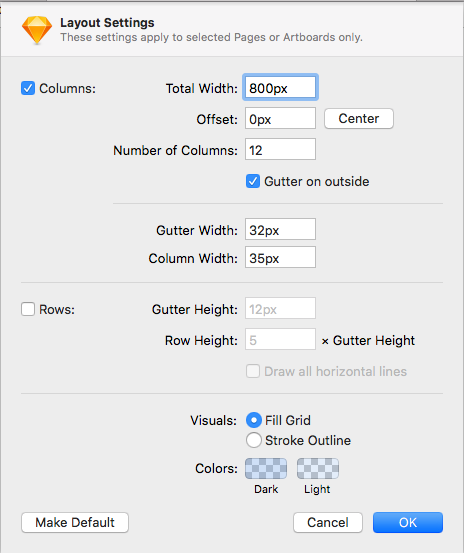 Layout Settings
These settings apply to selected Pages or Artboards only.
Columns: Total Width: 800px
Offset: 0px Center
Number of Columns: 12
Gutter on outside
Gutter Width: 32px
Column Width: 35px
Rows: Gutter Height: 12px
Row Height: 5 × Gutter Height
Draw all horizontal lines
Visuals: Fill Grid
Stroke Outline
Colors:
Dark Light
Make Default Cancel OK